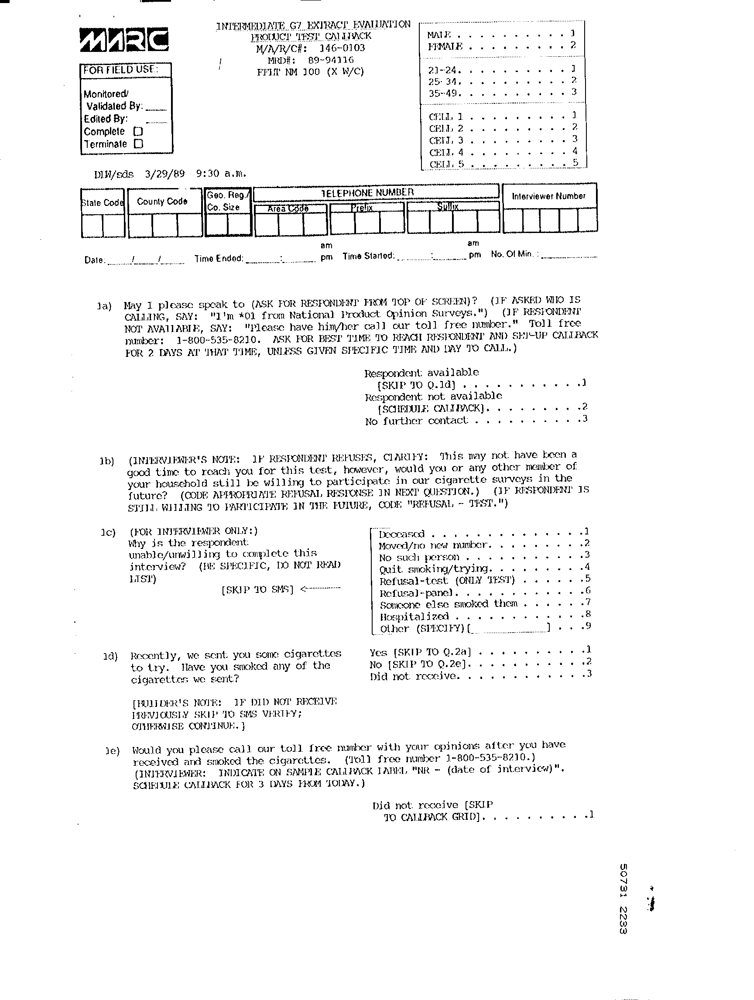 MARC
INTERMEDIATE G7 EXTRACT EVALUATION
PRODUCT TEST CALLBACK
M/A/R/C#: 146-0103
MRD#: 89-94116
FFLT NM 100 (X W/C)
MALE . . . . . . . . . . 1
FEMALE . . . . . . . . . 2
21-24. . . . . . . . . . 1
25-34. . . . . . . . . . 2
35-49. . . . . . . . . . 3
CELL 1 . . . . . . . . . 1
CELL 2 . . . . . . . . . 2
CELL 3 . . . . . . . . . 3
CELL 4 . . . . . . . . . 4
CELL 5 . . . . . . . . . 5
FOR FIELD USE:
Monitored/
Validated By: ____
Edited By: ____
Complete ☐
Terminate ☐
DLW/sds 3/29/89 9:30 a.m.
State Code County Code Geo. Reg./ Co. Size TELEPHONE NUMBER Interviewer Number
Area Code Prefix Suffix
Date: ____/____/____ Time Ended: ____:____ am pm Time Started: ____:____ am pm No. Of Min. : ____
1a) May I please speak to (ASK FOR RESPONDENT FROM TOP OF SCREEN)? (IF ASKED WHO IS
CALLING, SAY: "I'm *01 from National Product Opinion Surveys.") (IF RESPONDENT
NOT AVAILABLE, SAY: "Please have him/her call our toll free number." Toll free
number: 1-800-535-8210. ASK FOR BEST TIME TO REACH RESPONDENT AND SET-UP CALLBACK
FOR 2 DAYS AT THAT TIME, UNLESS GIVEN SPECIFIC TIME AND DAY TO CALL.)
Respondent available
[SKIP TO Q.1d] . . . . . . . . . . .1
Respondent not available
[SCHEDULE CALLBACK]. . . . . . . . .2
No further contact . . . . . . . . . .3
1b) (INTERVIEWER'S NOTE: IF RESPONDENT REFUSES, CLARIFY: This may not have been a
good time to reach you for this test, however, would you or any other member of
your household still be willing to participate in our cigarette surveys in the
future? (CODE APPROPRIATE REFUSAL RESPONSE IN NEXT QUESTION.) (IF RESPONDENT IS
STILL WILLING TO PARTICIPATE IN THE FUTURE, CODE "REFUSAL - TEST.")
1c) (FOR INTERVIEWER ONLY:)
Why is the respondent
unable/unwilling to complete this
interview? (BE SPECIFIC, DO NOT READ
LIST)
[SKIP TO SMS] <--------
Deceased . . . . . . . . . . . . . .1
Moved/no new number. . . . . . . . .2
No such person . . . . . . . . . . .3
Quit smoking/trying. . . . . . . . .4
Refusal-test (ONLY TEST) . . . . . .5
Refusal-panel. . . . . . . . . . . .6
Someone else smoked them . . . . . .7
Hospitalized . . . . . . . . . . . .8
Other (SPECIFY)[____________] . . .9
1d) Recently, we sent you some cigarettes
to try. Have you smoked any of the
cigarettes we sent?
[BUILDER'S NOTE: IF DID NOT RECEIVE
PREVIOUSLY SKIP TO SMS VERIFY;
OTHERWISE CONTINUE.]
Yes [SKIP TO Q.2a] . . . . . . . . . .1
No [SKIP TO Q.2e]. . . . . . . . . . .2
Did not receive. . . . . . . . . . . .3
1e) Would you please call our toll free number with your opinions after you have
received and smoked the cigarettes. (Toll free number 1-800-535-8210.)
(INTERVIEWER: INDICATE ON SAMPLE CALLBACK LABEL "NR - (date of interview)".
SCHEDULE CALLBACK FOR 3 DAYS FROM TODAY.)
Did not receive [SKIP
TO CALLBACK GRID]. . . . . . . . . . .1
50731 2233